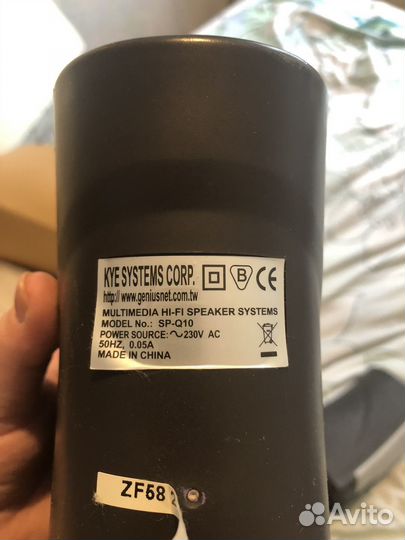 KYE SYSTEMS CORP.
B CE
http://www.geniusnet.com.tw
MULTIMEDIA HI-FI SPEAKER SYSTEMS
MODEL No.: SP-Q10
POWER SOURCE: ～230V AC
50HZ, 0.05A
MADE IN CHINA
ZF58
Avito